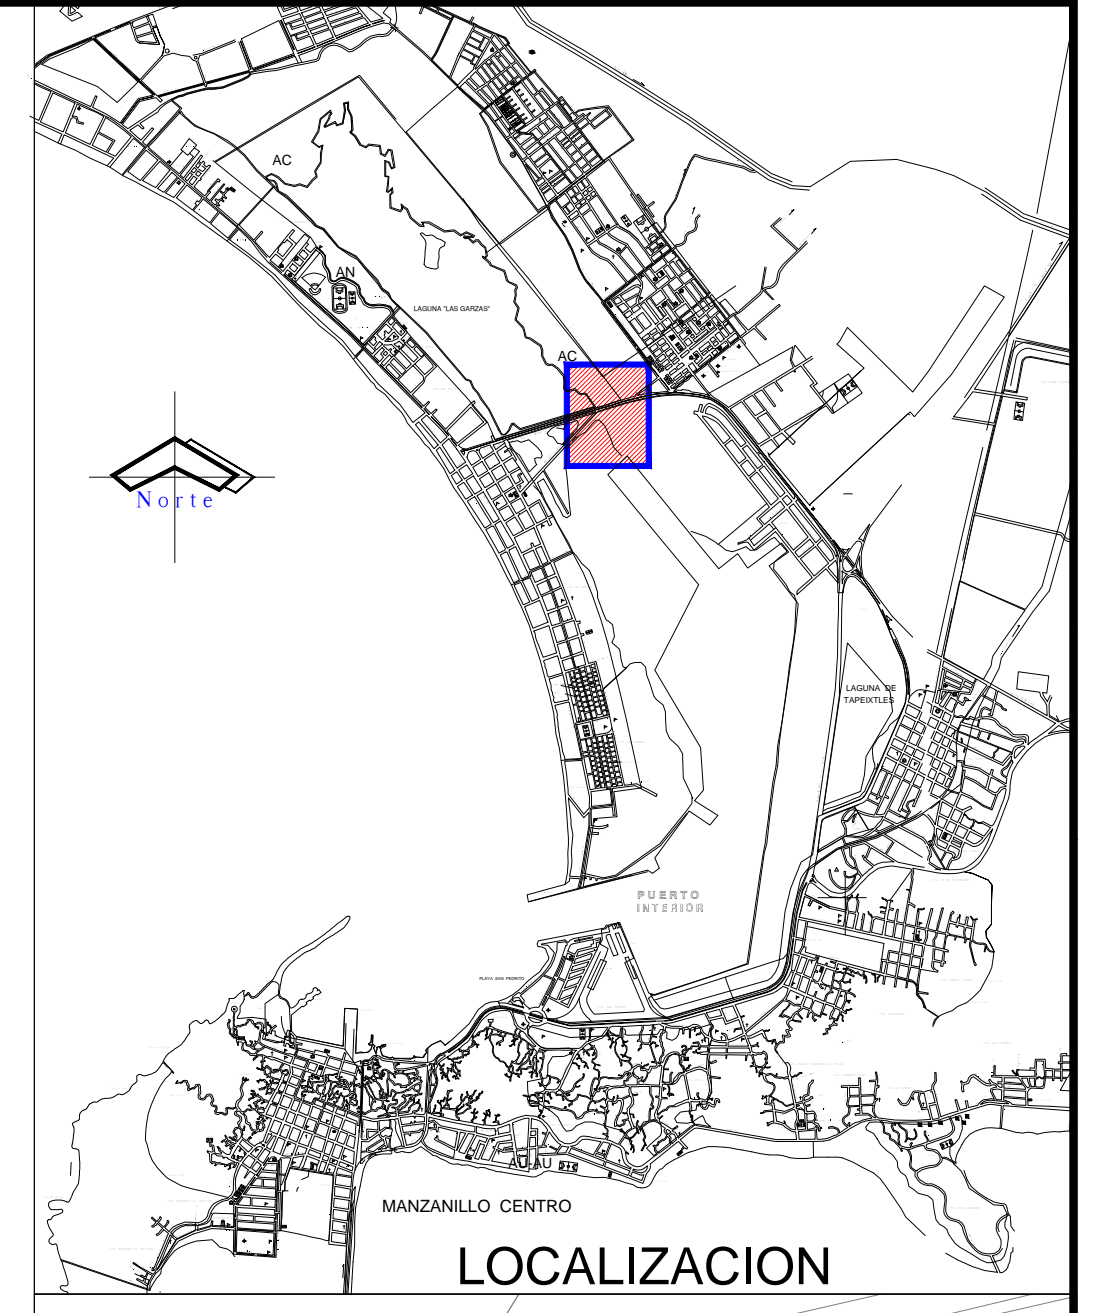 AC
AN
LAGUNA "LAS GARZAS"
AC
Norte
LAGUNA DE
TAPEIXTLES
PUERTO
INTERIOR
PLAYA SAN PEDRITO
AU-AU
MANZANILLO CENTRO
LOCALIZACION